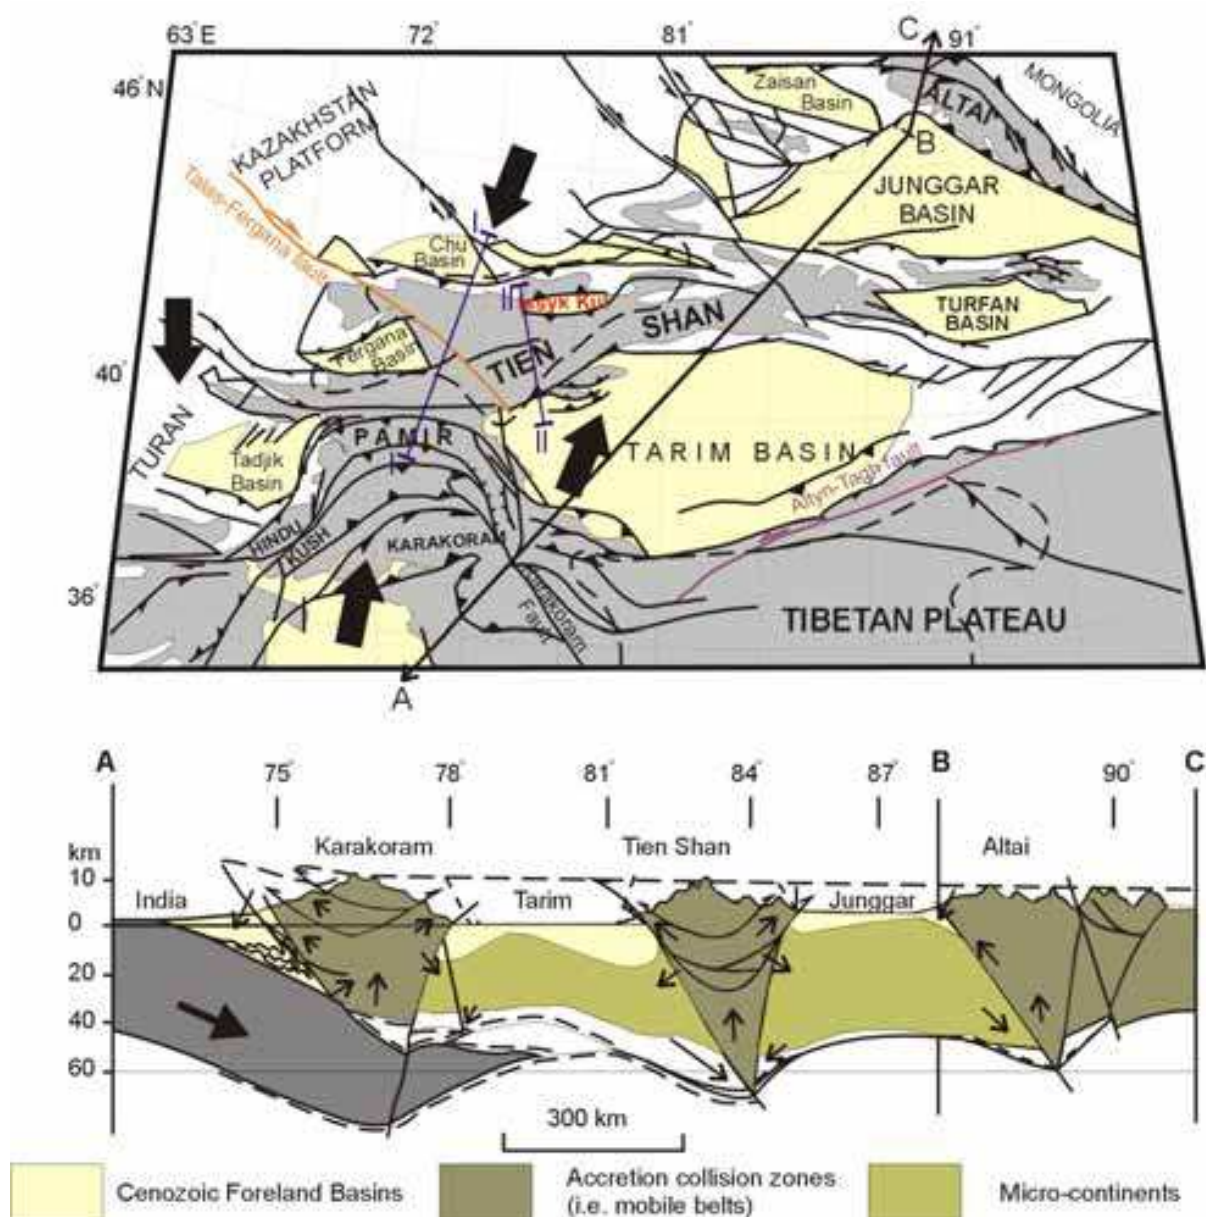 C
63° E
72°
81°
91°
46° N
Zaisan
Basin
ALTAI
MONGOLIA
KAZAKHSTAN
PLATFORM
B
JUNGGAR
BASIN
Talas-Fergana fault
I
Chu
Basin
II
TURFAN
BASIN
SHAN
Fergana
Basin
TIEN
40°
TURAN
PAMIR
II
I
TARIM BASIN
Tadjik
Basin
Altyn-Tagh fault
HINDU
KUSH
KARAKORAM
36°
Karakoram
Fault
TIBETAN PLATEAU
A
A
75°
78°
81°
84°
87°
B
90°
C
km
Karakoram
Tien Shan
Altai
10
India
Tarim
Junggar
0
20
40
60
300 km
Cenozoic Foreland Basins
Accretion collision zones
(i.e. mobile belts)
Micro-continents